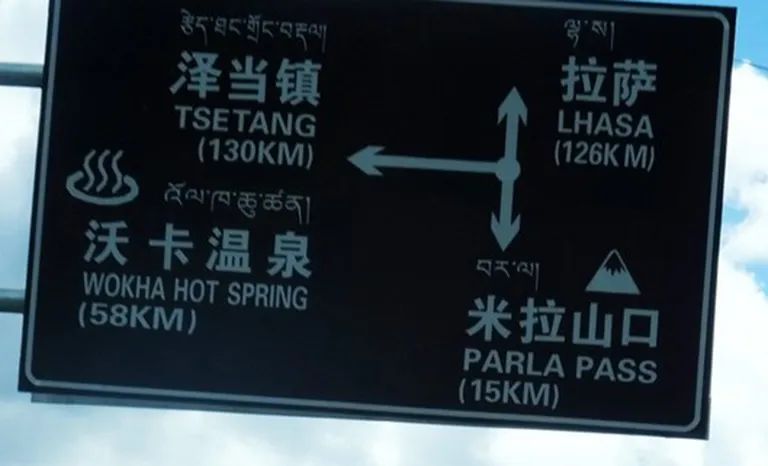 རྩེད་ཐང་གྲོང་བརྡལ།
泽当镇
TSETANG
(130KM)
འོལ་ཁ་ཆུ་ཚན།
沃卡温泉
WOKHA HOT SPRING
(58KM)
ལྷ་ས།
拉萨
LHASA
(126KM)
བར་ལ།
米拉山口
PARLA PASS
(15KM)